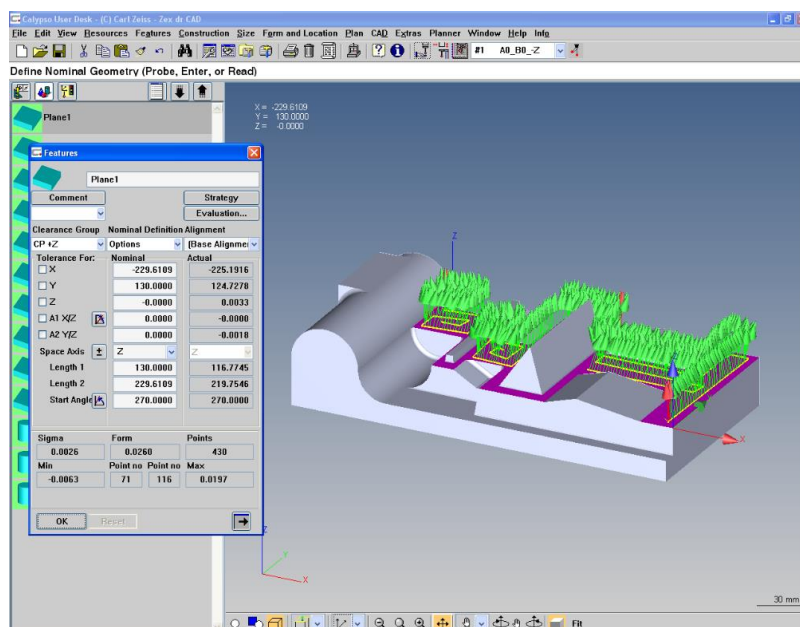 Calypso User Desk - (C) Carl Zeiss - Zex dr CAD
File Edit View Resources Features Construction Size Form and Location Plan CAD Extras Planner Window Help Info
#1 A0_B0_-Z
Define Nominal Geometry (Probe, Enter, or Read)
Plane1
X = -229.6109
Y = 130.0000
Z = -0.0000
Features
Plane1
Comment Strategy
Evaluation...
Clearance Group Nominal Definition Alignment
CP +Z Options (Base Alignme
Tolerance For: Nominal Actual
X -229.6109 -225.1916
Y 130.0000 124.7278
Z -0.0000 0.0033
A1 X/Z 0.0000 -0.0000
A2 Y/Z 0.0000 -0.0018
Space Axis ± Z Z
Length 1 130.0000 116.7745
Length 2 229.6109 219.7546
Start Angle 270.0000 270.0000
Sigma Form Points
0.0026 0.0260 430
Min Point no Point no Max
-0.0063 71 116 0.0197
OK Reset
Z
X
Z
Y
X
30 mm
Fit